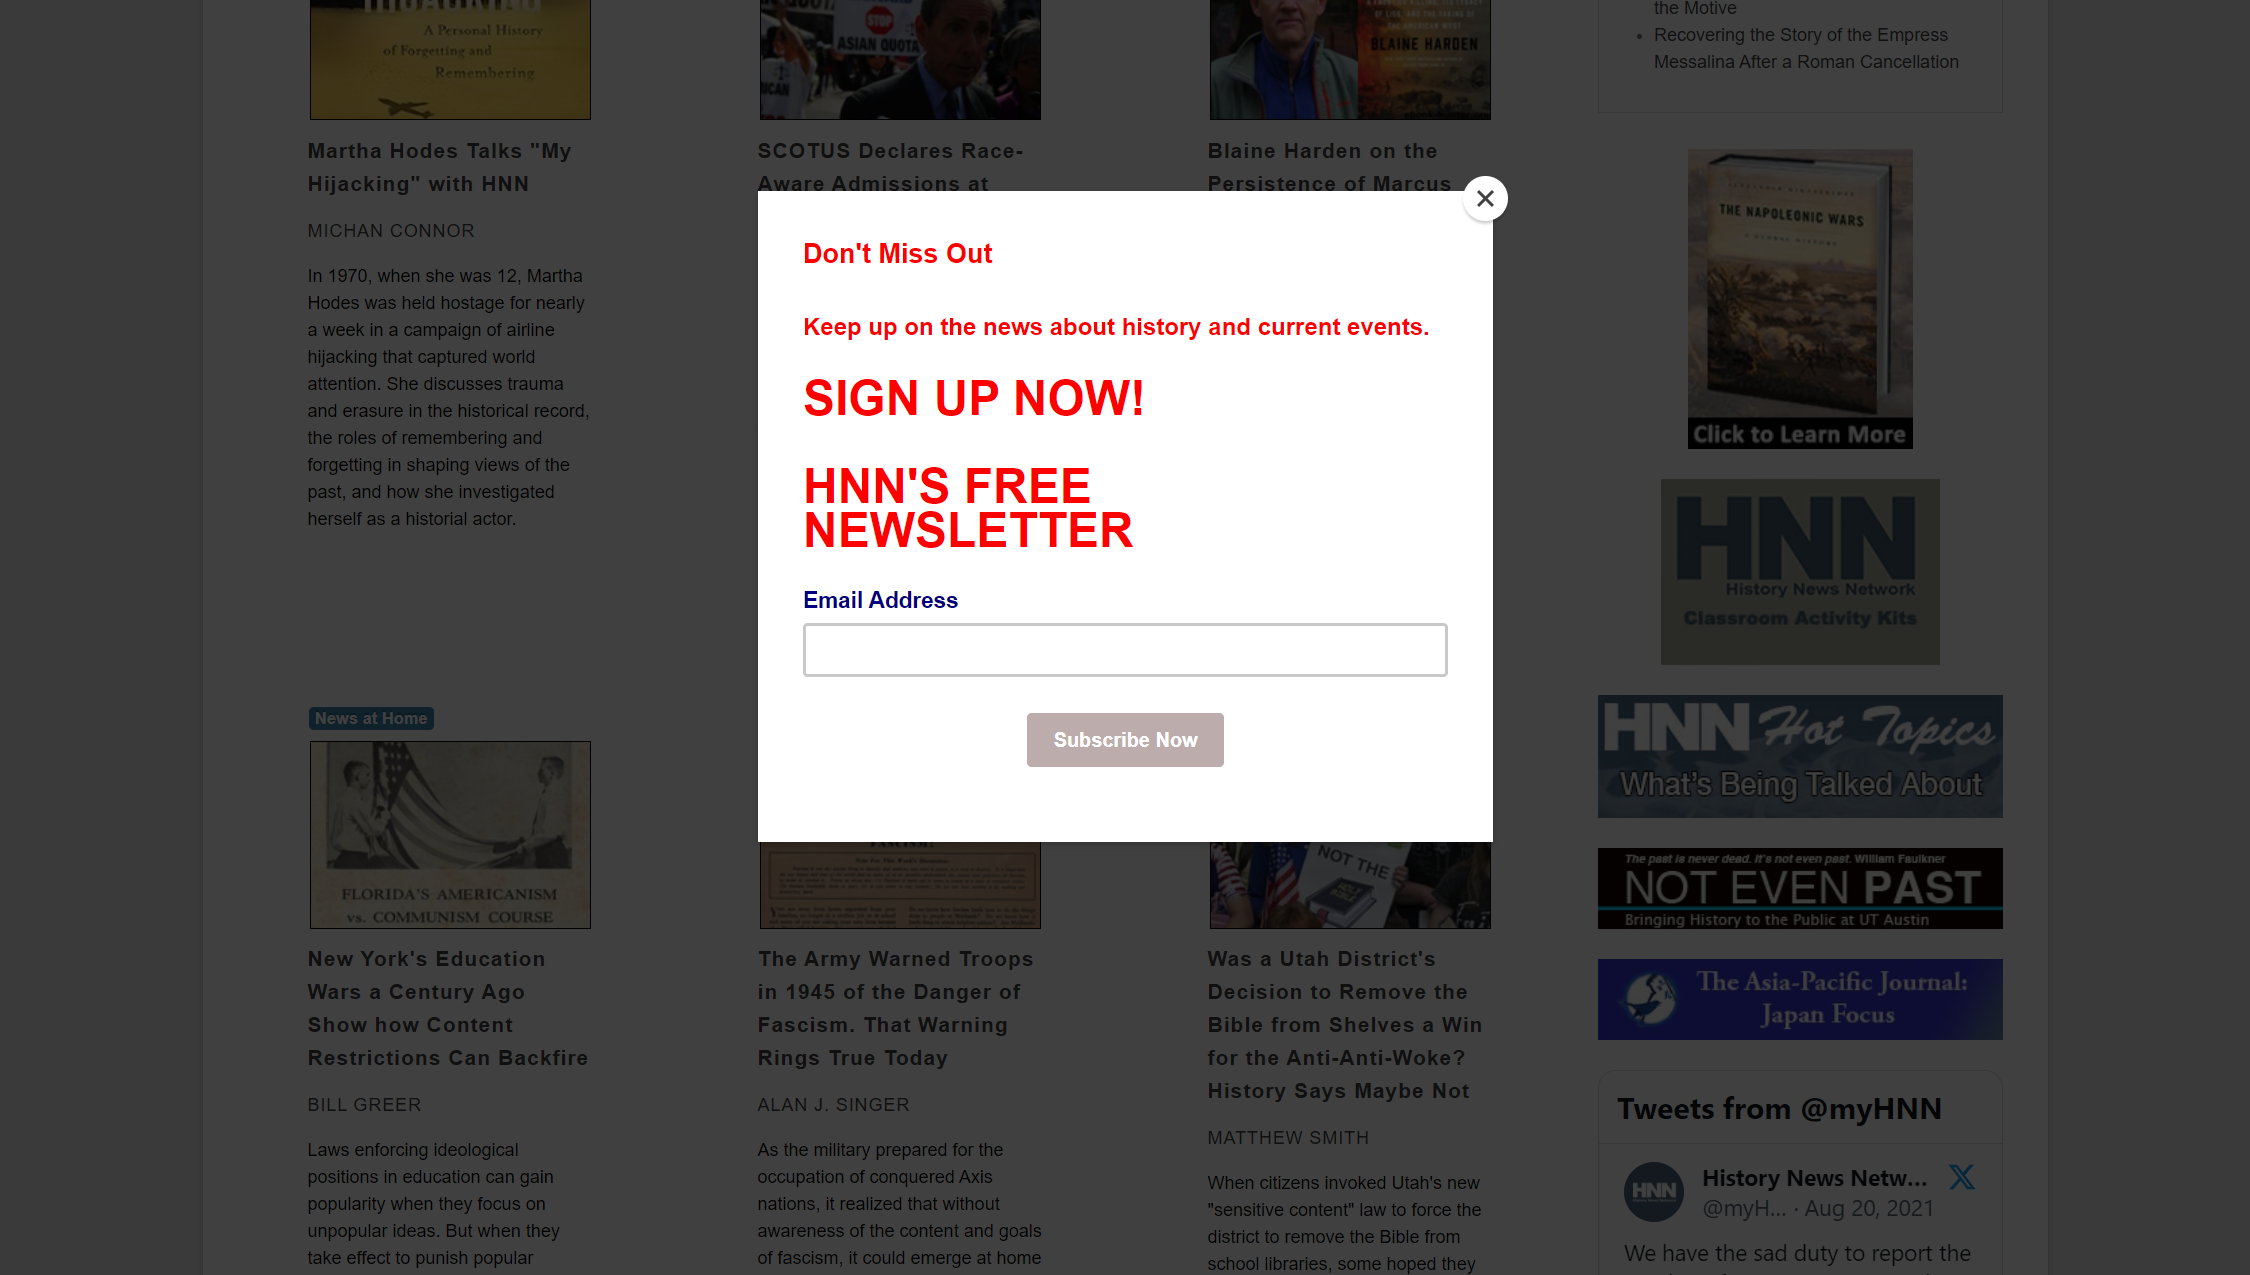 A Personal History
of Forgetting and
Remembering
Martha Hodes Talks "My
Hijacking" with HNN
MICHAN CONNOR
In 1970, when she was 12, Martha
Hodes was held hostage for nearly
a week in a campaign of airline
hijacking that captured world
attention. She discusses trauma
and erasure in the historical record,
the roles of remembering and
forgetting in shaping views of the
past, and how she investigated
herself as a historial actor.
STOP
ASIAN QUOTA
SCOTUS Declares Race-
Aware Admissions at
OF LIES, AND THE TAKING OF
THE AMERICAN WEST
BLAINE HARDEN
Blaine Harden on the
Persistence of Marcus
Don't Miss Out
Keep up on the news about history and current events.
SIGN UP NOW!
HNN'S FREE
NEWSLETTER
Email Address
Subscribe Now
News at Home
FLORIDA'S AMERICANISM
vs. COMMUNISM COURSE
New York's Education
Wars a Century Ago
Show how Content
Restrictions Can Backfire
BILL GREER
Laws enforcing ideological
positions in education can gain
popularity when they focus on
unpopular ideas. But when they
take effect to punish popular
The Army Warned Troops
in 1945 of the Danger of
Fascism. That Warning
Rings True Today
ALAN J. SINGER
As the military prepared for the
occupation of conquered Axis
nations, it realized that without
awareness of the content and goals
of fascism, it could emerge at home
NOT THE
HOLY BIBLE
Was a Utah District's
Decision to Remove the
Bible from Shelves a Win
for the Anti-Anti-Woke?
History Says Maybe Not
MATTHEW SMITH
When citizens invoked Utah's new
"sensitive content" law to force the
district to remove the Bible from
school libraries, some hoped they
the Motive
Recovering the Story of the Empress
Messalina After a Roman Cancellation
THE NAPOLEONIC WARS
Click to Learn More
HNN
History News Network
Classroom Activity Kits
HNN Hot Topics
What's Being Talked About
The past is never dead. It's not even past. William Faulkner
NOT EVEN PAST
Bringing History to the Public at UT Austin
The Asia-Pacific Journal:
Japan Focus
Tweets from @myHNN
HNN
History News Netw...
@myH... · Aug 20, 2021
We have the sad duty to report the